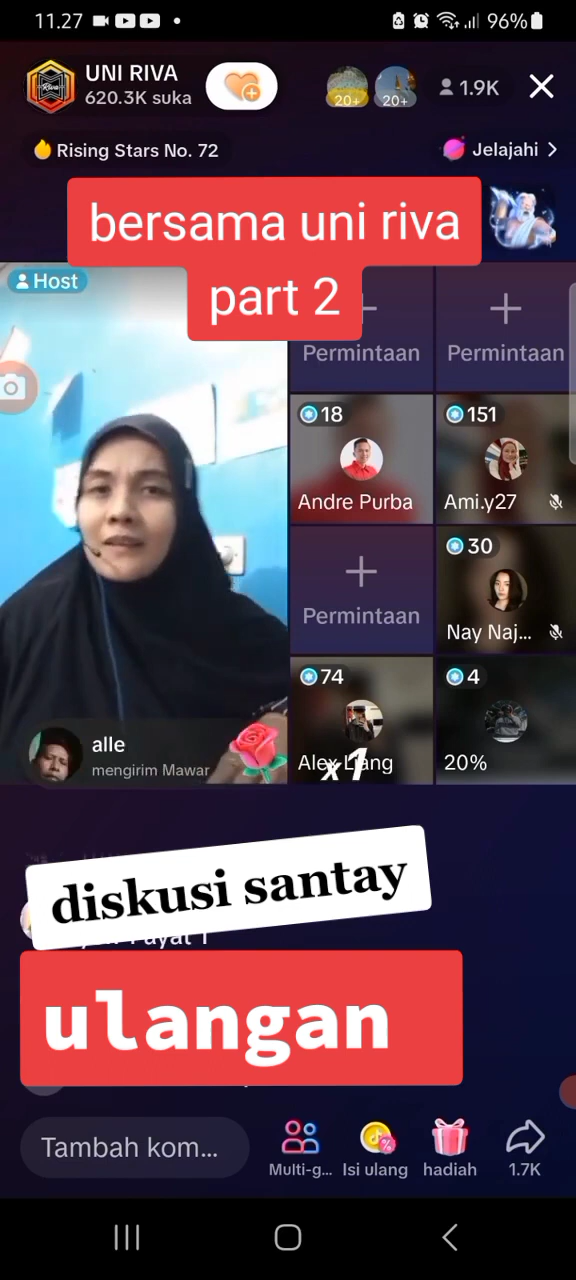 11.27
96%
UNI RIVA
620.3K suka
20+
20+
1.9K
Rising Stars No. 72
Jelajahi
bersama uni riva
part 2
Host
Permintaan
Permintaan
18
151
Andre Purba
Ami.y27
Permintaan
30
Nay Naj...
74
4
alle
mengirim Mawar
x1
Alex Liang
20%
diskusi santay
ulangan
Tambah kom...
Multi-g...
Isi ulang
hadiah
1.7K